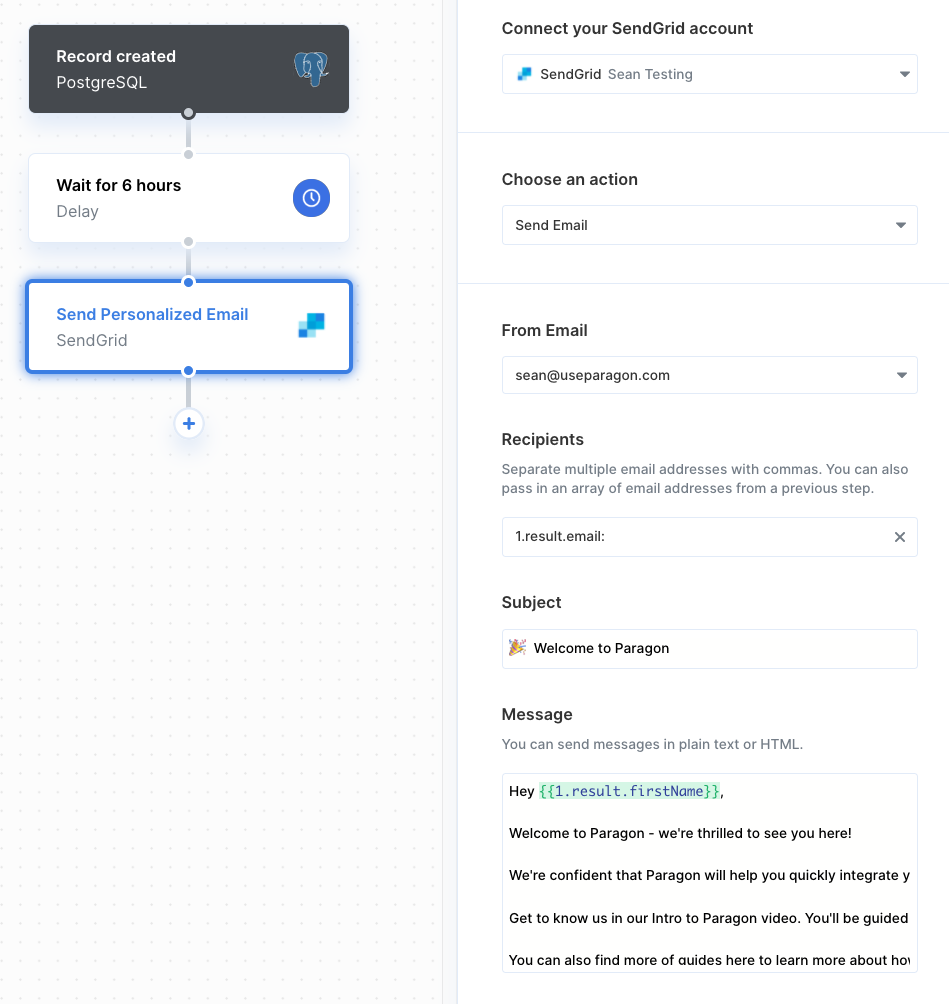 Record created
PostgreSQL
Wait for 6 hours
Delay
Send Personalized Email
SendGrid
Connect your SendGrid account
SendGrid Sean Testing
Choose an action
Send Email
From Email
sean@useparagon.com
Recipients
Separate multiple email addresses with commas. You can also
pass in an array of email addresses from a previous step.
1.result.email:
Subject
🎉 Welcome to Paragon
Message
You can send messages in plain text or HTML.
Hey {{1.result.firstName}},
Welcome to Paragon - we're thrilled to see you here!
We're confident that Paragon will help you quickly integrate y
Get to know us in our Intro to Paragon video. You'll be guided
You can also find more of guides here to learn more about how